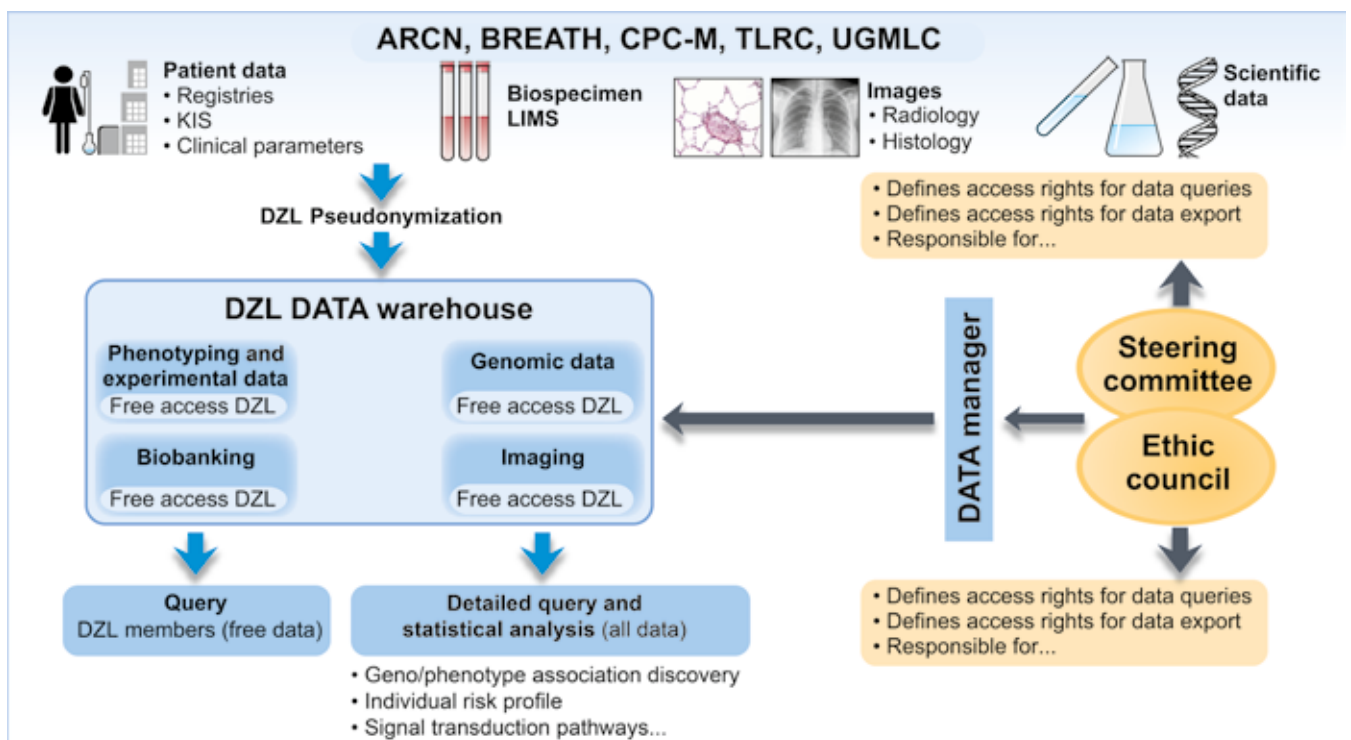 ARCN, BREATH, CPC-M, TLRC, UGMLC
Patient data
• Registries
• KIS
• Clinical parameters
Biospecimen
LIMS
Images
• Radiology
• Histology
Scientific
data
DZL Pseudonymization
• Defines access rights for data queries
• Defines access rights for data export
• Responsible for...
DZL DATA warehouse
Phenotyping and
experimental data
Free access DZL
Genomic data
Free access DZL
Biobanking
Free access DZL
Imaging
Free access DZL
DATA manager
Steering
committee
Ethic
council
Query
DZL members (free data)
Detailed query and
statistical analysis (all data)
• Geno/phenotype association discovery
• Individual risk profile
• Signal transduction pathways...
• Defines access rights for data queries
• Defines access rights for data export
• Responsible for...